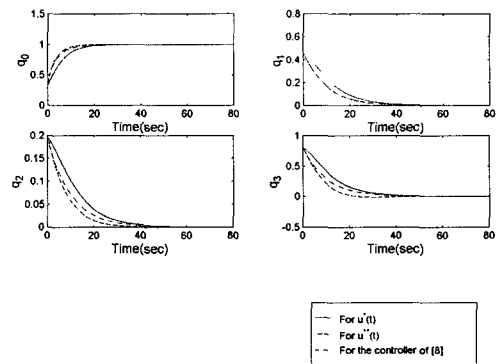 1.5
1
0.5
0
q0
0 20 40 60 80
Time(sec)
0.8
0.6
0.4
0.2
0
q1
0 20 40 60 80
Time(sec)
0.2
0.15
0.1
0.05
0
q2
0 20 40 60 80
Time(sec)
1
0.5
0
-0.5
q3
0 20 40 60 80
Time(sec)
For u*(t)
For u**(t)
For the controller of [8]